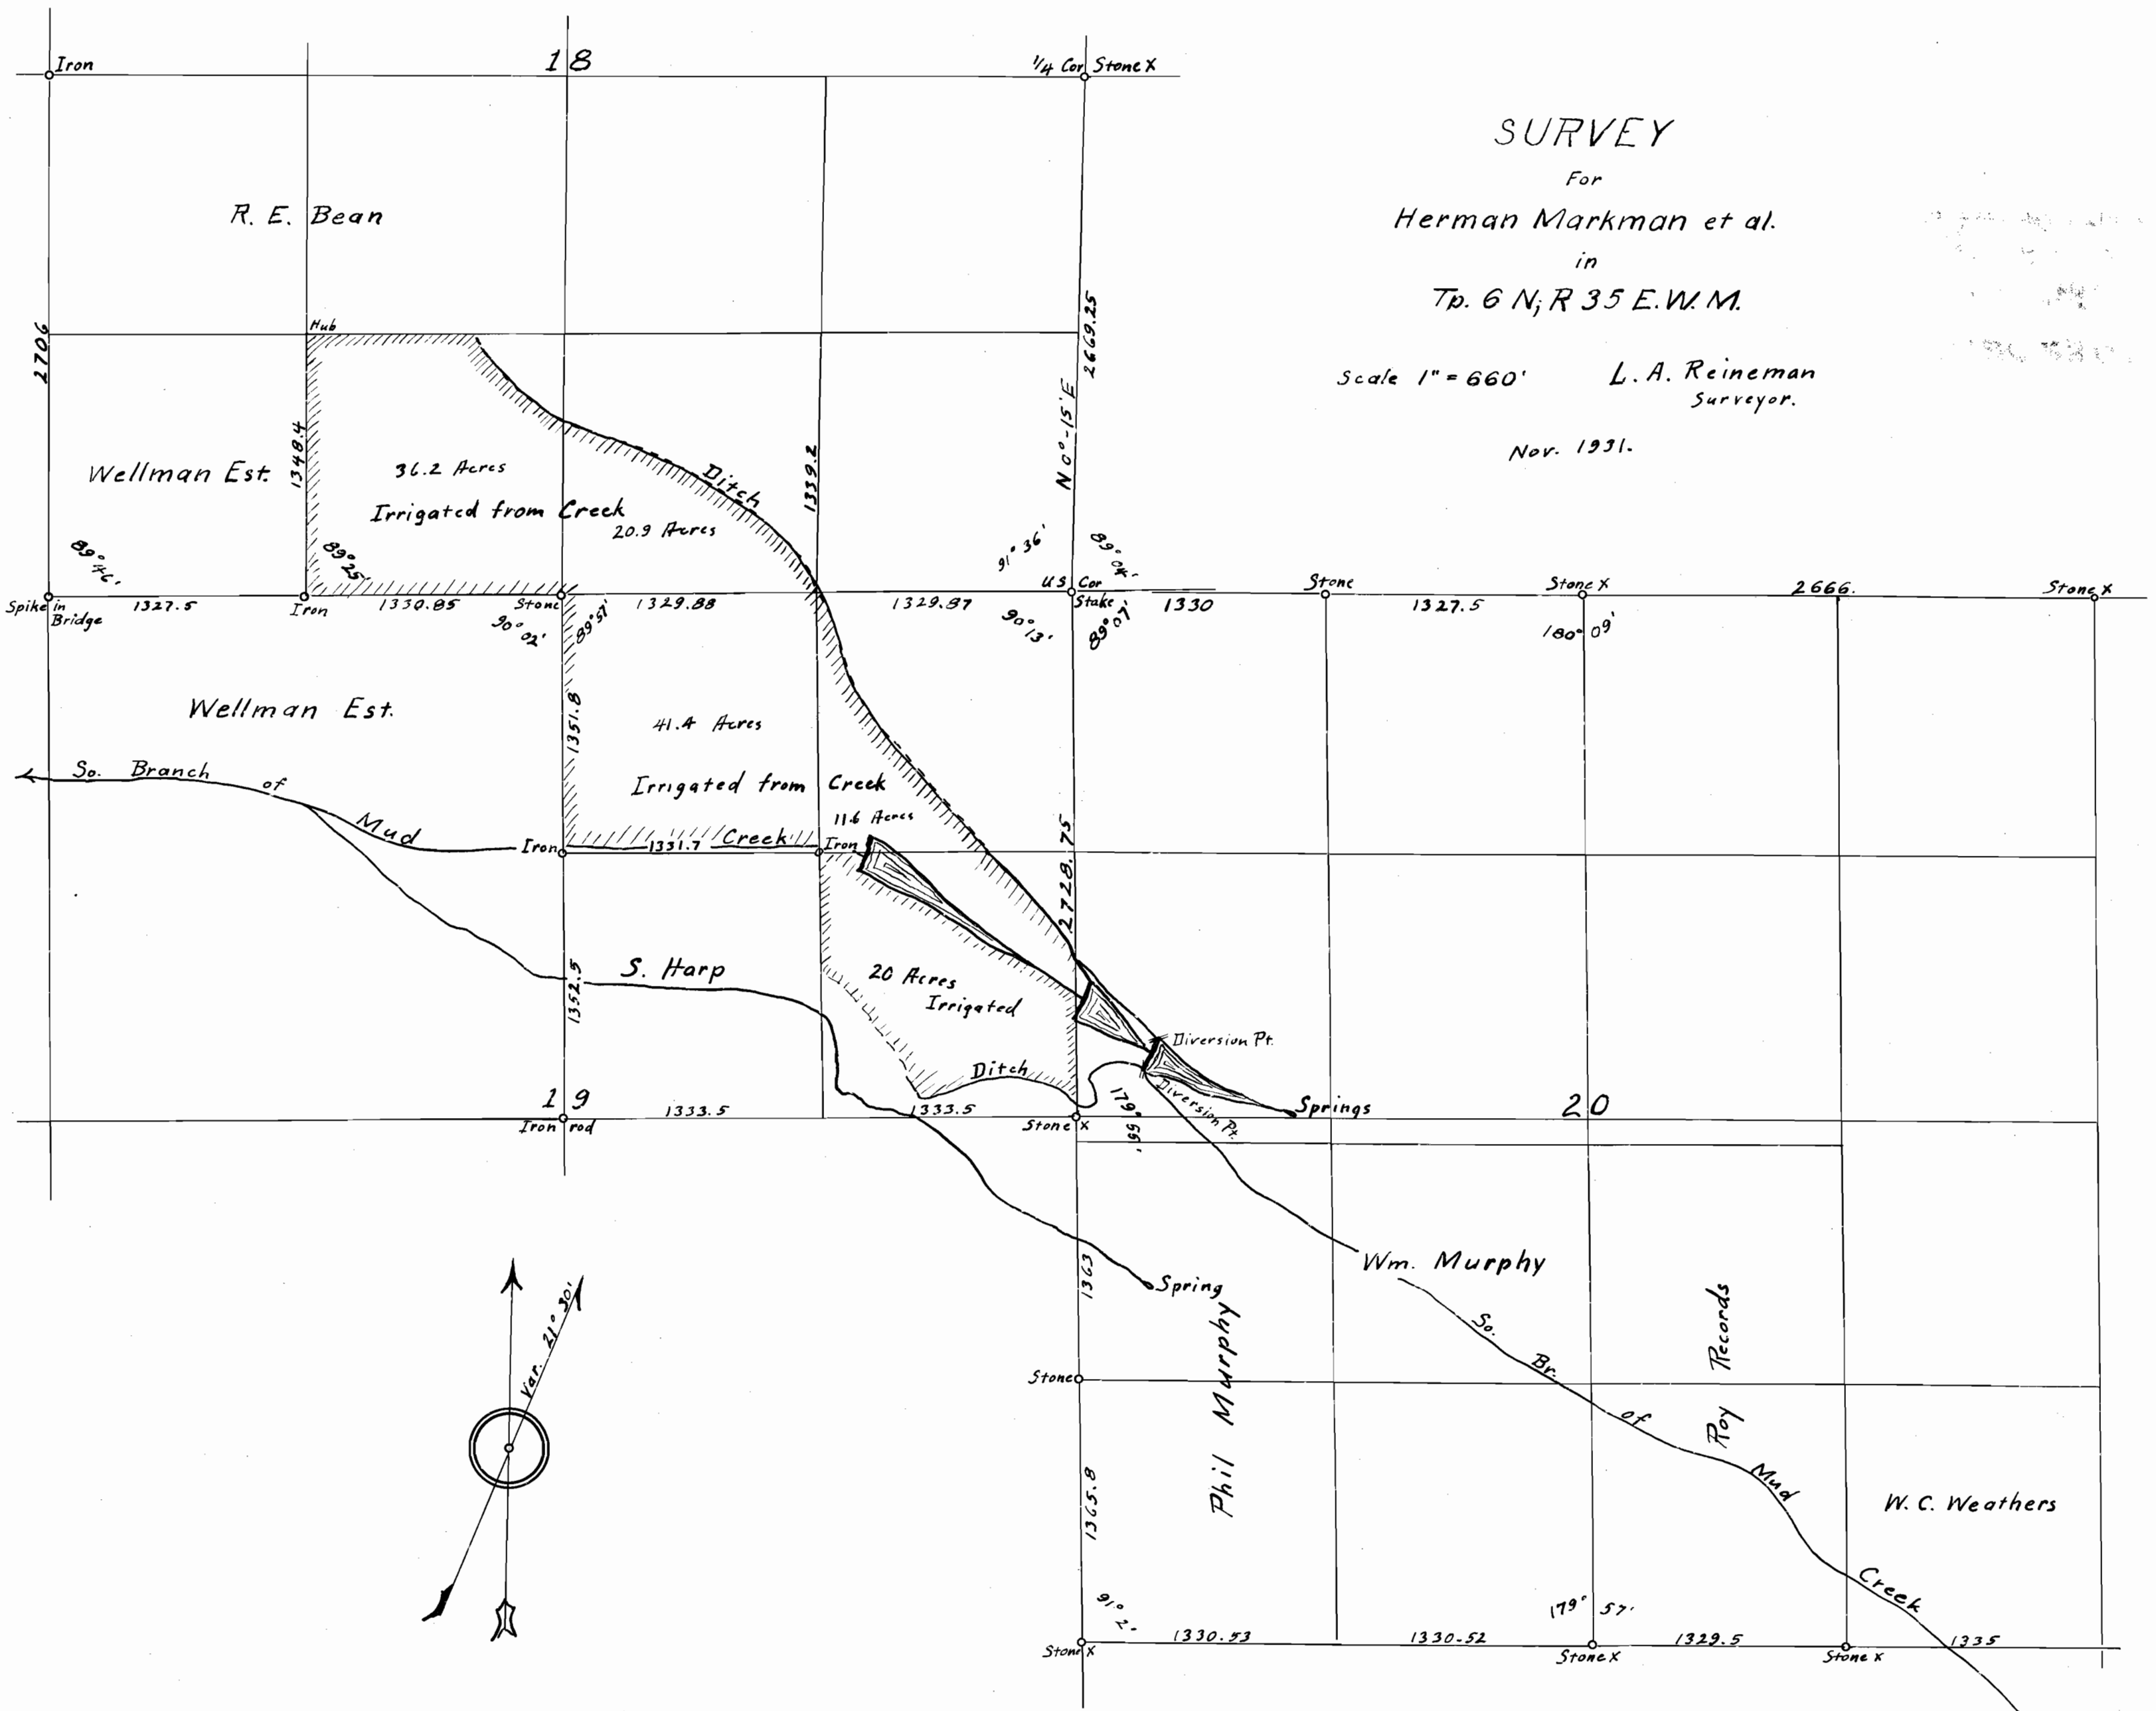 Iron
18
1/4 Cor Stone X
SURVEY
For
Herman Markman et al.
in
Tp. 6 N; R 35 E.W.M.
Scale 1" = 660'
L. A. Reineman
Surveyor.
Nov. 1931.
R. E. Bean
Hub
2706
2669.25
N 0°-15' E
Wellman Est.
1348.4
36.2 Acres
Irrigated from Creek
20.9 Acres
Ditch
1339.2
89°46'
89°25'
91° 36'
89° 04'
Spike in Bridge
1327.5
Iron
1330.85
Stone
1329.88
1329.87
US Cor
Stake
1330
Stone
1327.5
Stone X
2666.
Stone X
90° 02'
89° 51'
90° 13'
89° 07'
180° 09'
Wellman Est.
1351.8
41.4 Acres
Irrigated from Creek
11.6 Acres
So. Branch of Mud Creek
Iron
1331.7
Iron
2728.75
S. Harp
1352.5
20 Acres
Irrigated
Ditch
Diversion Pt.
Diversion Pt.
Springs
19
Iron rod
1333.5
1333.5
Stone X
179° 55'
20
Spring
1363
Wm. Murphy
Phil Murphy
Roy Records
So. Br. of Mud Creek
Var. 21° 30'
Stone
1365.8
W. C. Weathers
91° 2'
179° 57'
Stone X
1330.53
1330.52
Stone X
1329.5
Stone X
1335